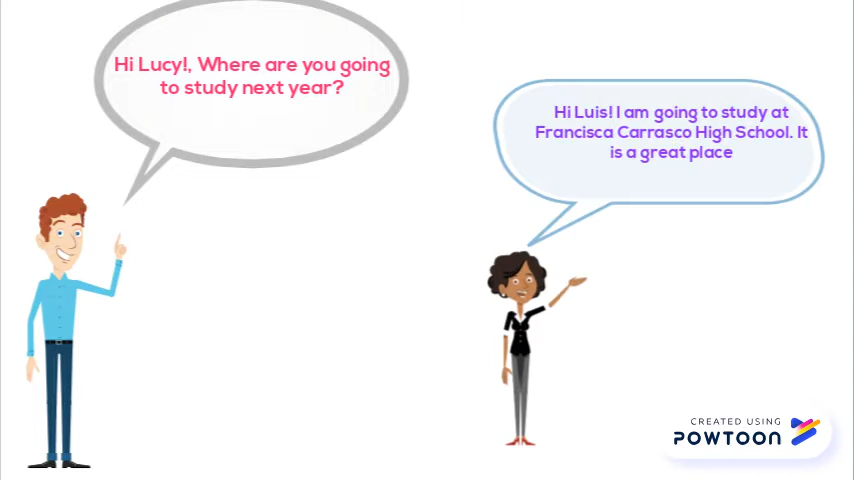 Hi Lucy!, Where are you going
to study next year?
Hi Luis! I am going to study at
Francisca Carrasco High School. It
is a great place
CREATED USING
POWTOON